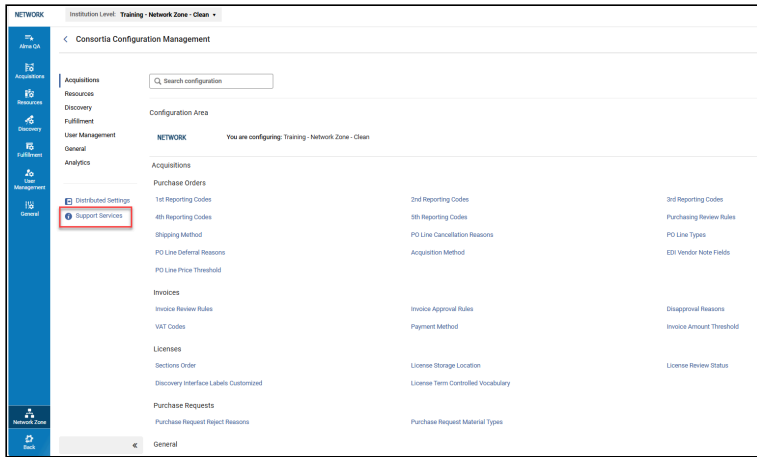 NETWORK
Institution Level: Training - Network Zone - Clean
Alma QA
Acquisitions
Resources
Discovery
Fulfillment
User Management
General
Network Zone
Back
Consortia Configuration Management
Acquisitions
Resources
Discovery
Fulfillment
User Management
General
Analytics
Distributed Settings
Support Services
Search configuration
Configuration Area
NETWORK You are configuring: Training - Network Zone - Clean
Acquisitions
Purchase Orders
1st Reporting Codes 2nd Reporting Codes 3rd Reporting Codes
4th Reporting Codes 5th Reporting Codes Purchasing Review Rules
Shipping Method PO Line Cancellation Reasons PO Line Types
PO Line Deferral Reasons Acquisition Method EDI Vendor Note Fields
PO Line Price Threshold
Invoices
Invoice Review Rules Invoice Approval Rules Disapproval Reasons
VAT Codes Payment Method Invoice Amount Threshold
Licenses
Sections Order License Storage Location License Review Status
Discovery Interface Labels Customized License Term Controlled Vocabulary
Purchase Requests
Purchase Request Reject Reasons Purchase Request Material Types
General